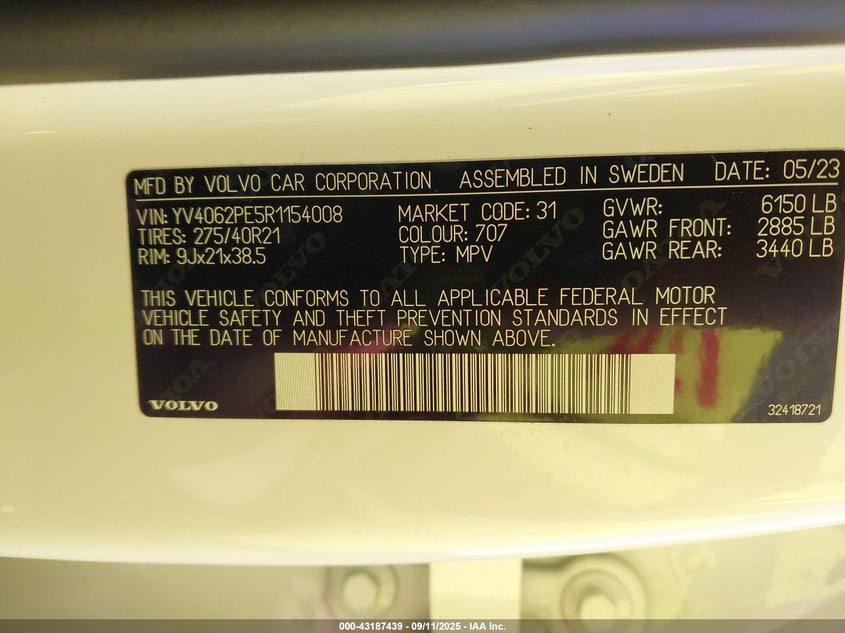 MFD BY VOLVO CAR CORPORATION ASSEMBLED IN SWEDEN DATE: 05/23
VIN: YV4062PE5R1154008 MARKET CODE: 31 GVWR: 6150 LB
TIRES: 275/40R21 COLOUR: 707 GAWR FRONT: 2885 LB
RIM: 9Jx21x38.5 TYPE: MPV GAWR REAR: 3440 LB
THIS VEHICLE CONFORMS TO ALL APPLICABLE FEDERAL MOTOR
VEHICLE SAFETY AND THEFT PREVENTION STANDARDS IN EFFECT
ON THE DATE OF MANUFACTURE SHOWN ABOVE.
VOLVO 32418721
000-43187439 - 09/11/2025 - IAA Inc.